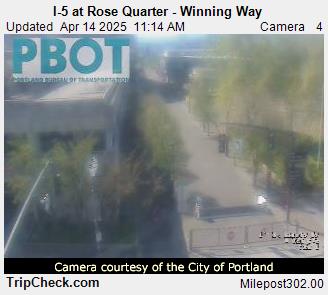 I-5 at Rose Quarter - Winning Way
Updated Apr 14 2025 11:14 AM Camera 4
PBOT
PORTLAND BUREAU OF TRANSPORTATION
Camera courtesy of the City of Portland
TripCheck.com Milepost302.00